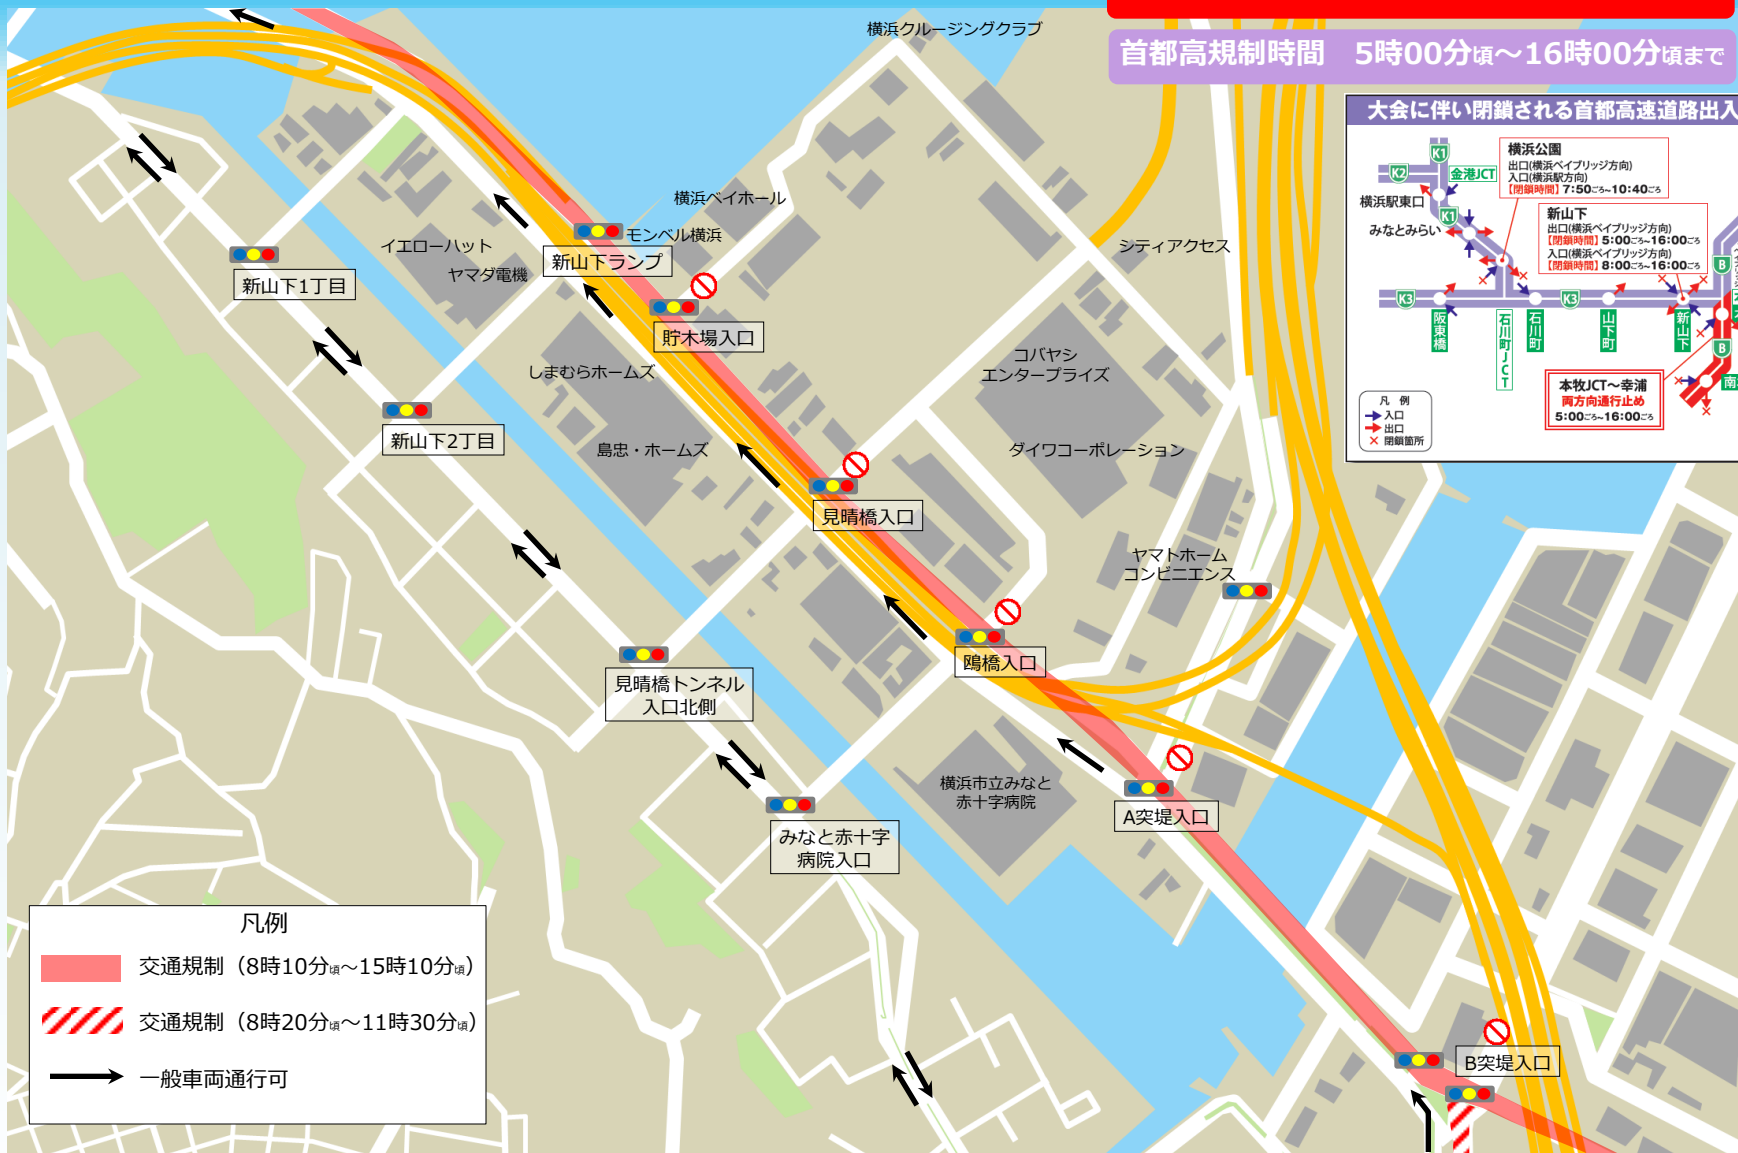 首都高規制時間　5時00分頃～16時00分頃まで
横浜クルージングクラブ
大会に伴い閉鎖される首都高速道路出入
K1
K2
金港JCT
横浜駅東口
K1
みなとみらい
横浜公園
出口(横浜ベイブリッジ方向)
入口(横浜駅方向)
【閉鎖時間】7:50ごろ~10:40ごろ
新山下
出口(横浜ベイブリッジ方向)
【閉鎖時間】5:00ごろ~16:00ごろ
入口(横浜ベイブリッジ方向)
【閉鎖時間】8:00ごろ~16:00ごろ
B
K3
K3
阪東橋
石川町JCT
石川町
山下町
新山下
B
南
本牧JCT～幸浦
両方向通行止め
5:00ごろ~16:00ごろ
凡 例
入口
出口
閉鎖箇所
横浜ベイホール
モンベル横浜
イエローハット
ヤマダ電機
新山下ランプ
シティアクセス
新山下1丁目
貯木場入口
しまむらホームズ
コバヤシ
エンタープライズ
新山下2丁目
島忠・ホームズ
ダイワコーポレーション
見晴橋入口
ヤマトホーム
コンビニエンス
鴎橋入口
見晴橋トンネル
入口北側
横浜市立みなと
赤十字病院
A突堤入口
みなと赤十字
病院入口
B突堤入口
凡例
交通規制（8時10分頃～15時10分頃）
交通規制（8時20分頃～11時30分頃）
一般車両通行可